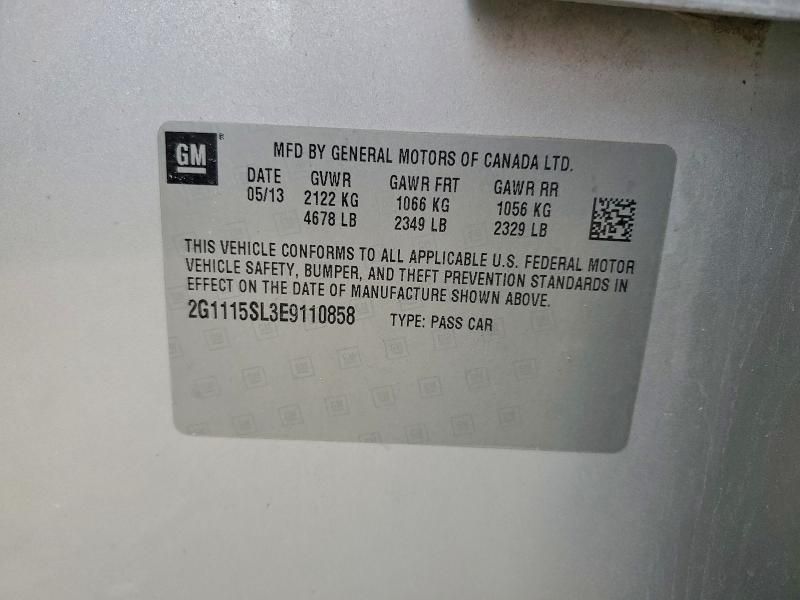 GM®
MFD BY GENERAL MOTORS OF CANADA LTD.
DATE GVWR GAWR FRT GAWR RR
05/13 2122 KG 1066 KG 1056 KG
4678 LB 2349 LB 2329 LB
THIS VEHICLE CONFORMS TO ALL APPLICABLE U.S. FEDERAL MOTOR
VEHICLE SAFETY, BUMPER, AND THEFT PREVENTION STANDARDS IN
EFFECT ON THE DATE OF MANUFACTURE SHOWN ABOVE.
2G1115SL3E9110858 TYPE: PASS CAR